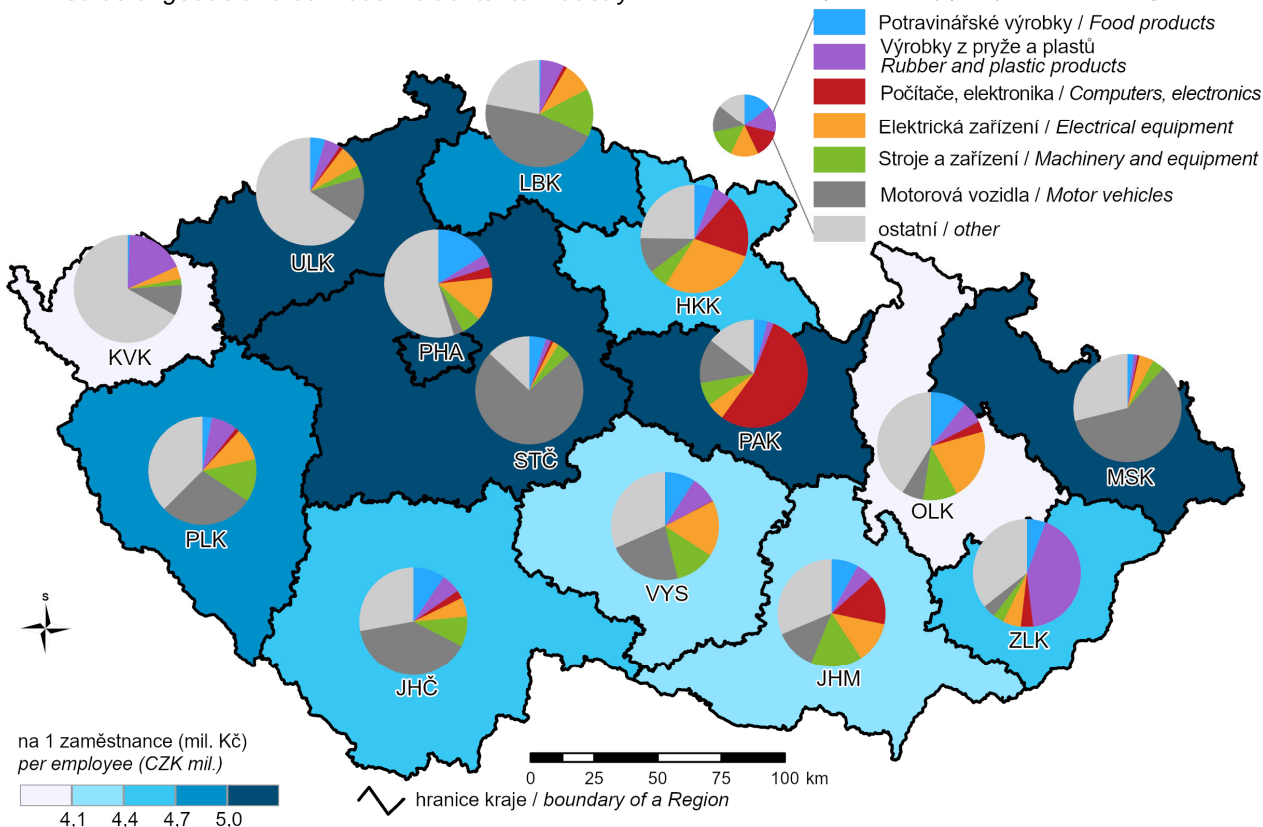 Potravinářské výrobky / Food products
Výrobky z pryže a plastů
Rubber and plastic products
Počítače, elektronika / Computers, electronics
Elektrická zařízení / Electrical equipment
Stroje a zařízení / Machinery and equipment
Motorová vozidla / Motor vehicles
ostatní / other
LBK
ULK
HKK
KVK
PHA
PAK
STČ
MSK
OLK
PLK
VYS
ZLK
JHČ
JHM
s
na 1 zaměstnance (mil. Kč)
per employee (CZK mil.)
4,1 4,4 4,7 5,0
0 25 50 75 100 km
hranice kraje / boundary of a Region